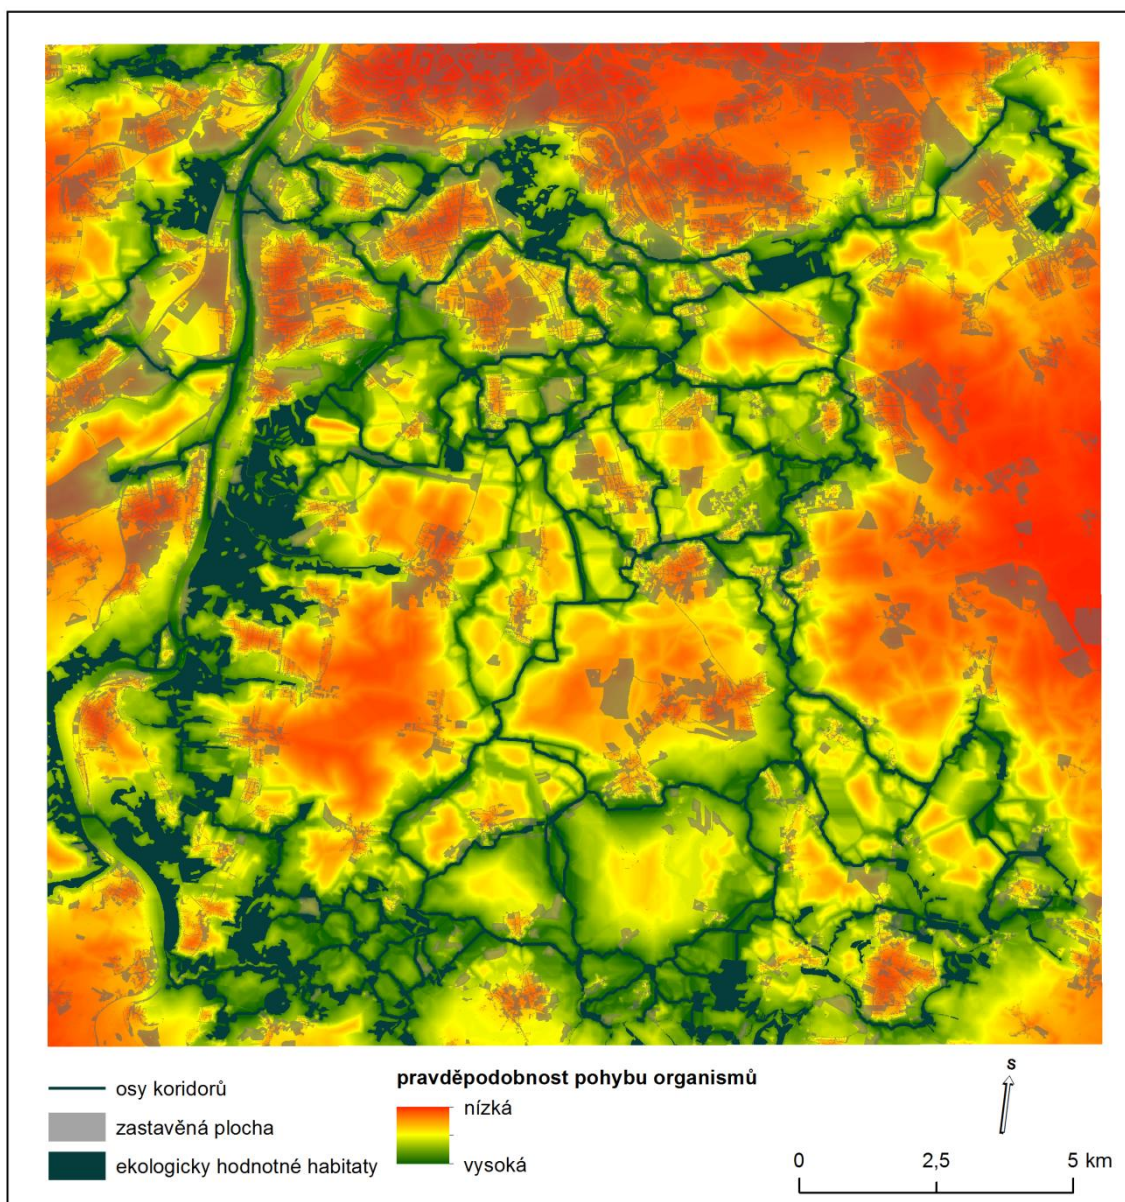 osy koridorů
zastavěná plocha
ekologicky hodnotné habitaty
pravděpodobnost pohybu organismů
nízká
vysoká
S
0 2,5 5 km